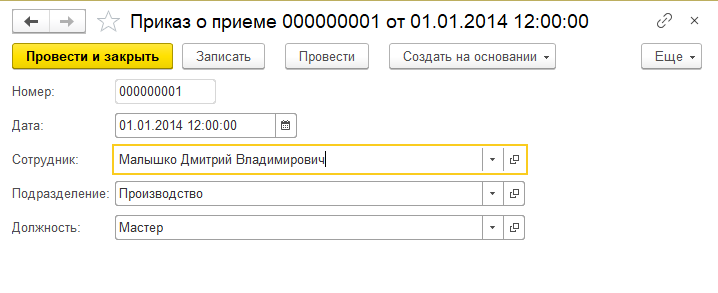 Приказ о приеме 000000001 от 01.01.2014 12:00:00
Провести и закрыть Записать Провести Создать на основании Еще
Номер: 000000001
Дата: 01.01.2014 12:00:00
Сотрудник: Малышко Дмитрий Владимирович
Подразделение: Производство
Должность: Мастер